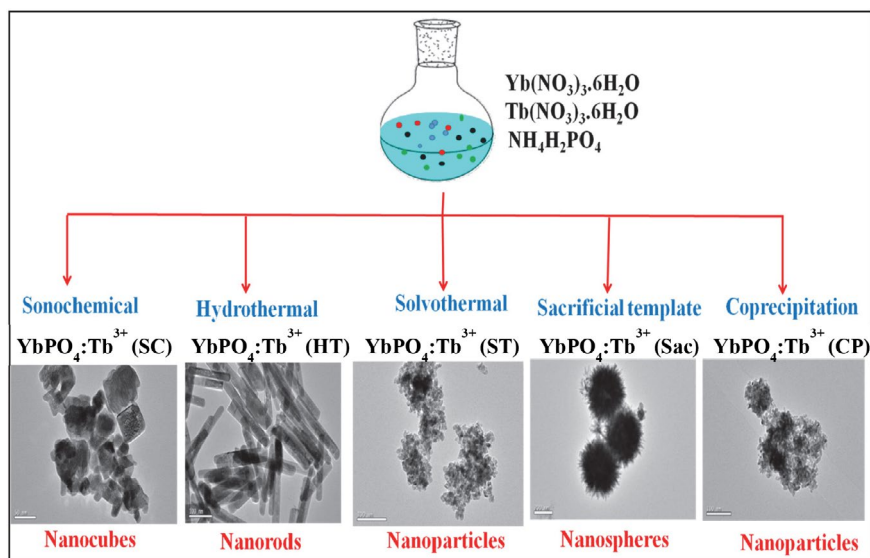 Yb(NO₃)₃.6H₂O
Tb(NO₃)₃.6H₂O
NH₄H₂PO₄
Sonochemical
Hydrothermal
Solvothermal
Sacrificial template
Coprecipitation
YbPO₄:Tb³⁺(SC)
YbPO₄:Tb³⁺(HT)
YbPO₄:Tb³⁺(ST)
YbPO₄:Tb³⁺(Sac)
YbPO₄:Tb³⁺(CP)
Nanocubes
Nanorods
Nanoparticles
Nanospheres
Nanoparticles